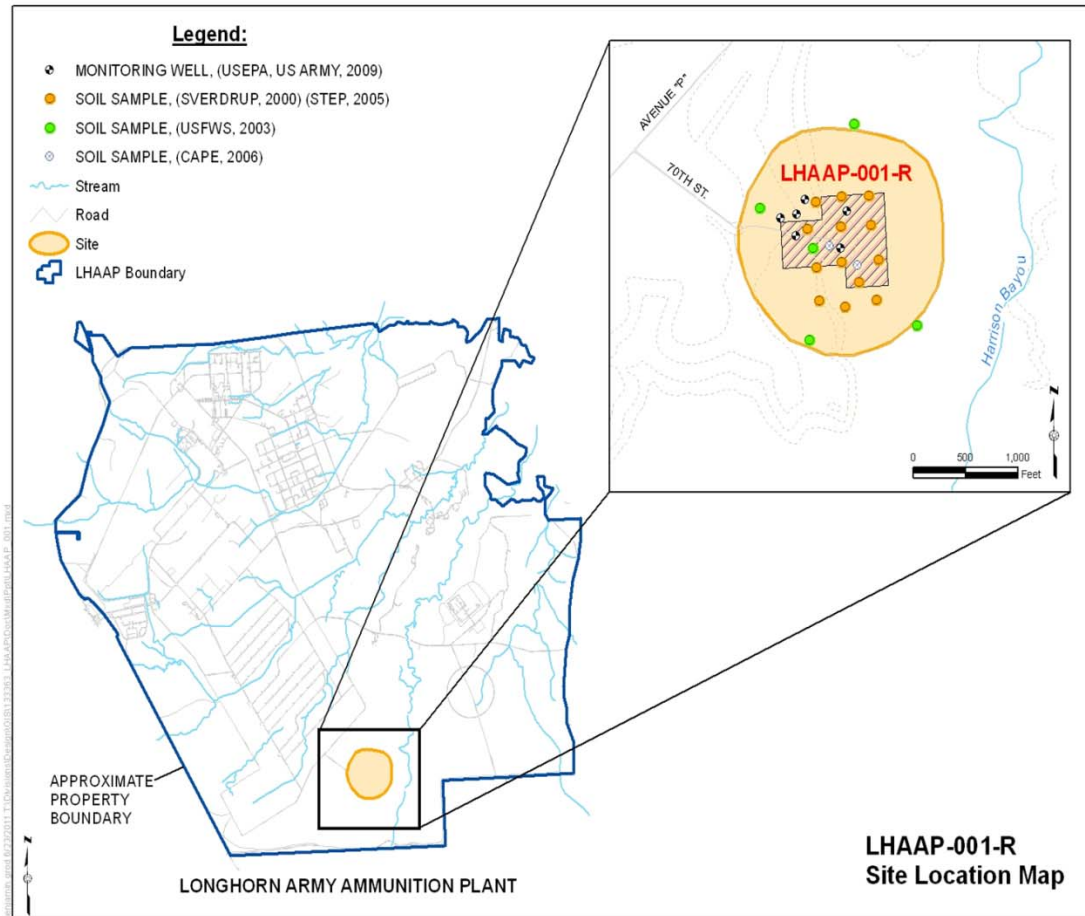 Legend:
MONITORING WELL, (USEPA, US ARMY, 2009)
SOIL SAMPLE, (SVERDRUP, 2000) (STEP, 2005)
SOIL SAMPLE, (USFWS, 2003)
SOIL SAMPLE, (CAPE, 2006)
Stream
Road
Site
LHAAP Boundary
AVENUE "P"
70TH ST.
LHAAP-001-R
Harrison Bayou
N
0 500 1,000
Feet
APPROXIMATE
PROPERTY
BOUNDARY
N
LONGHORN ARMY AMMUNITION PLANT
LHAAP-001-R
Site Location Map